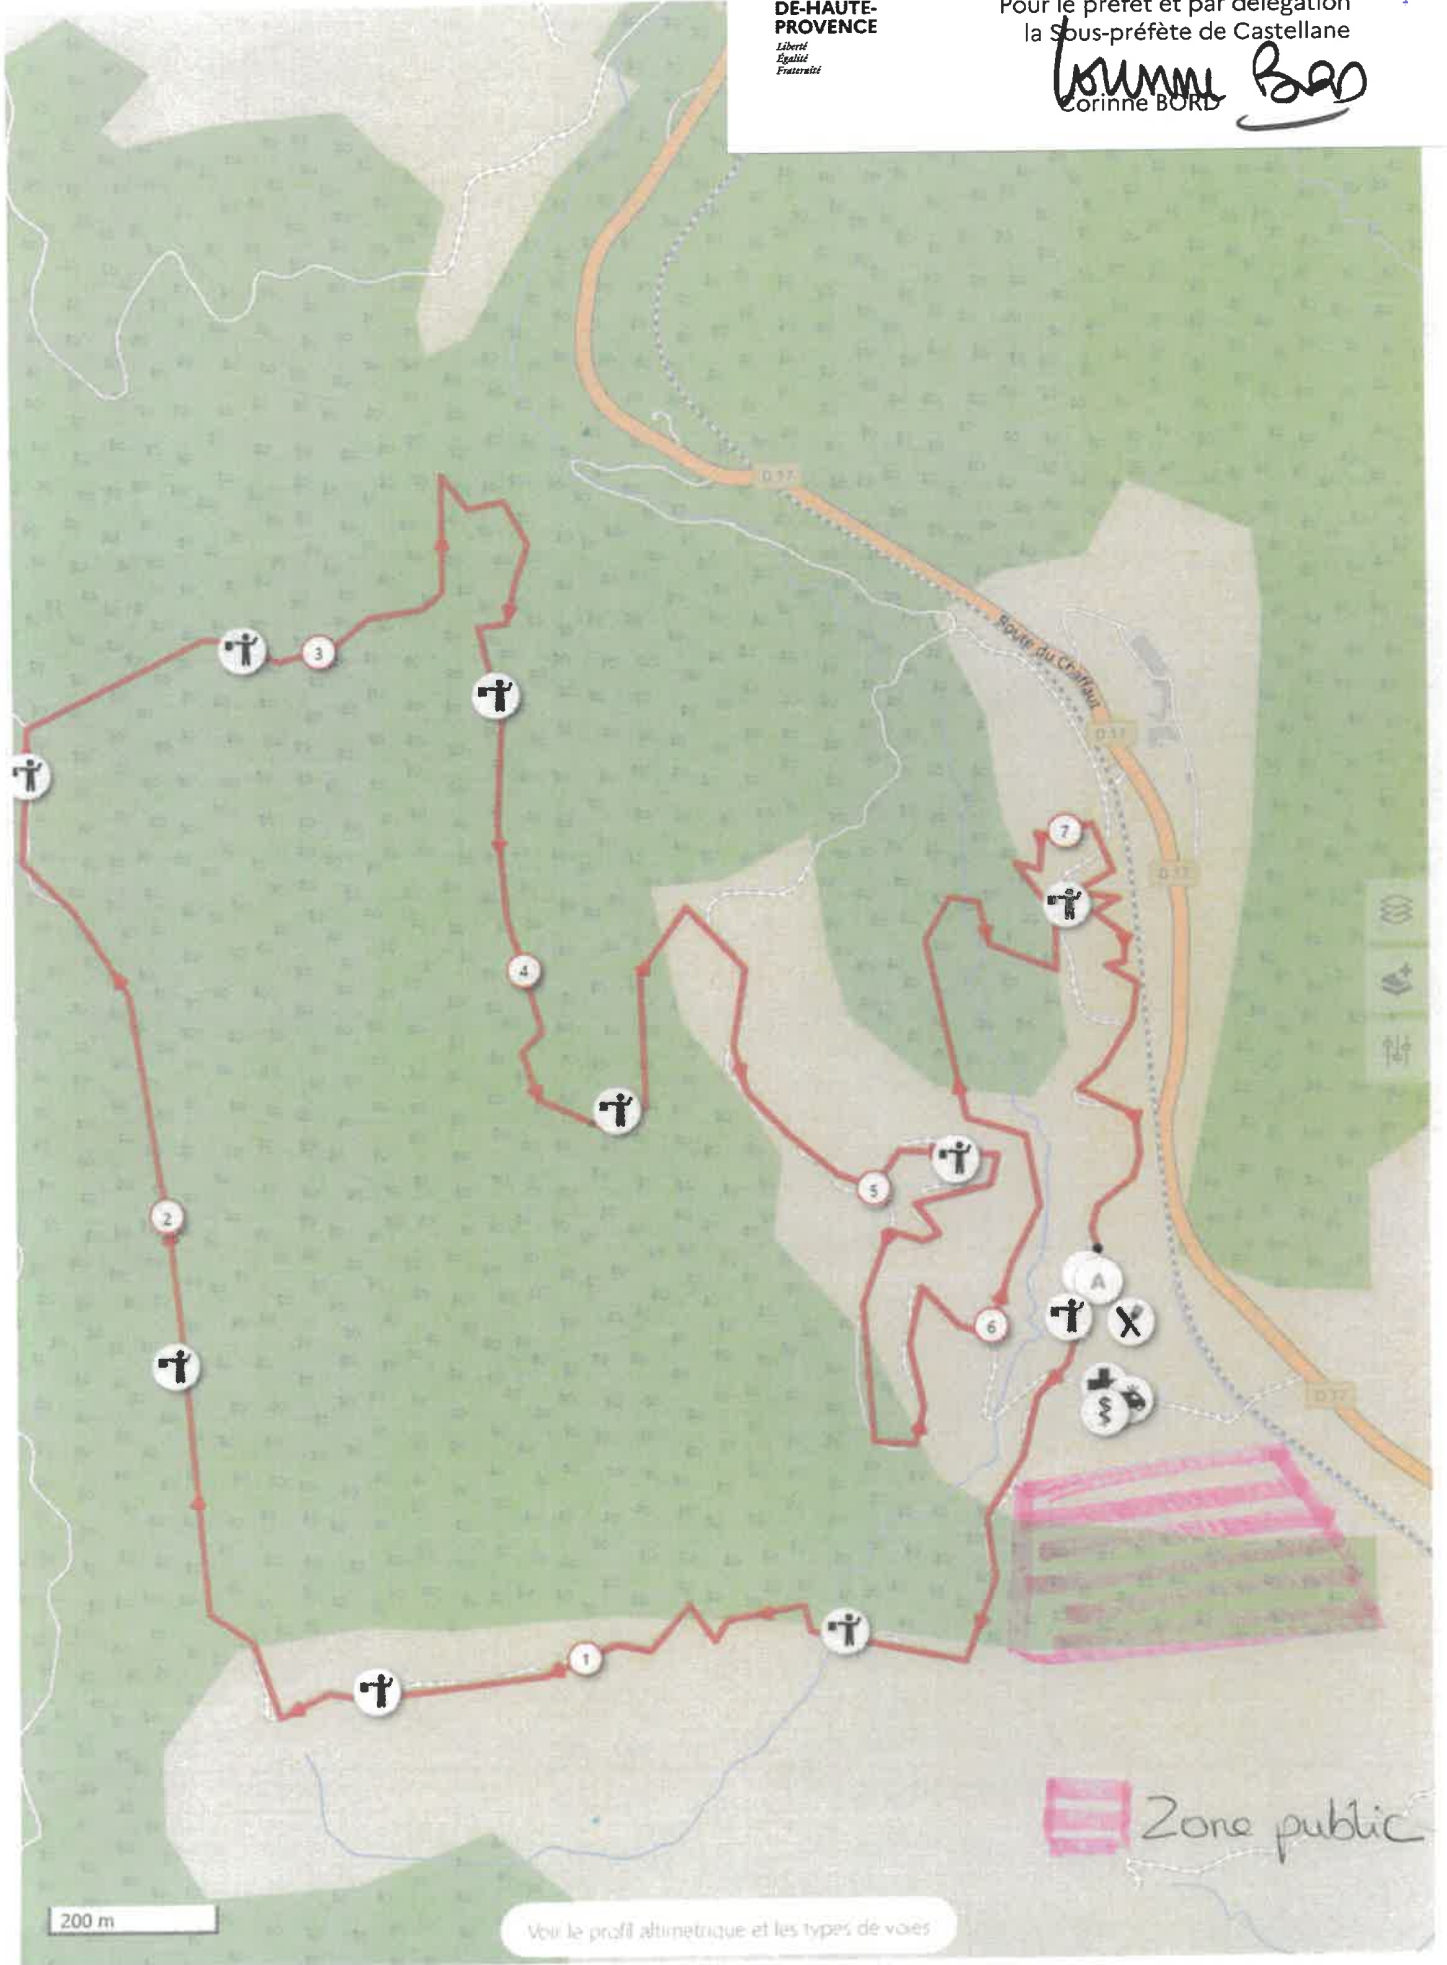 DE-HAUTE-
PROVENCE
Liberté
Égalité
Fraternité
Pour le préfet et par délégation
la Sous-préfète de Castellane
Corinne BORD
D 17
Route du Chaffaut
D 17
D 17
D 17
7
3
4
5
2
A
6
1
Zone public
200 m
Voir le profil altimetrique et les types de voies